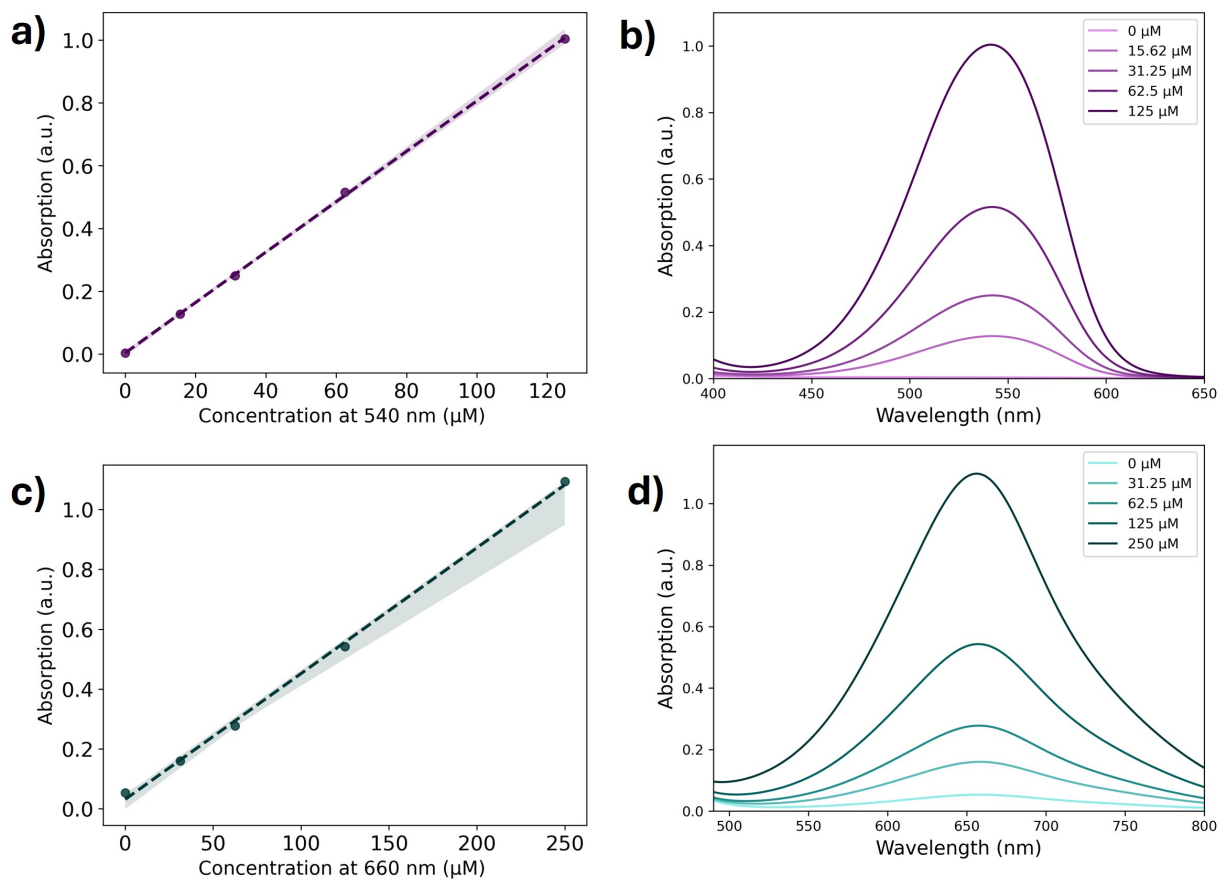 a)
1.0
0.8
0.6
0.4
0.2
0.0
Absorption (a.u.)
0 20 40 60 80 100 120
Concentration at 540 nm (μM)
b)
1.0
0.8
0.6
0.4
0.2
0.0
Absorption (a.u.)
0 μM
15.62 μM
31.25 μM
62.5 μM
125 μM
400 450 500 550 600 650
Wavelength (nm)
c)
1.0
0.8
0.6
0.4
0.2
0.0
Absorption (a.u.)
0 50 100 150 200 250
Concentration at 660 nm (μM)
d)
1.0
0.8
0.6
0.4
0.2
0.0
Absorption (a.u.)
0 μM
31.25 μM
62.5 μM
125 μM
250 μM
500 550 600 650 700 750 800
Wavelength (nm)